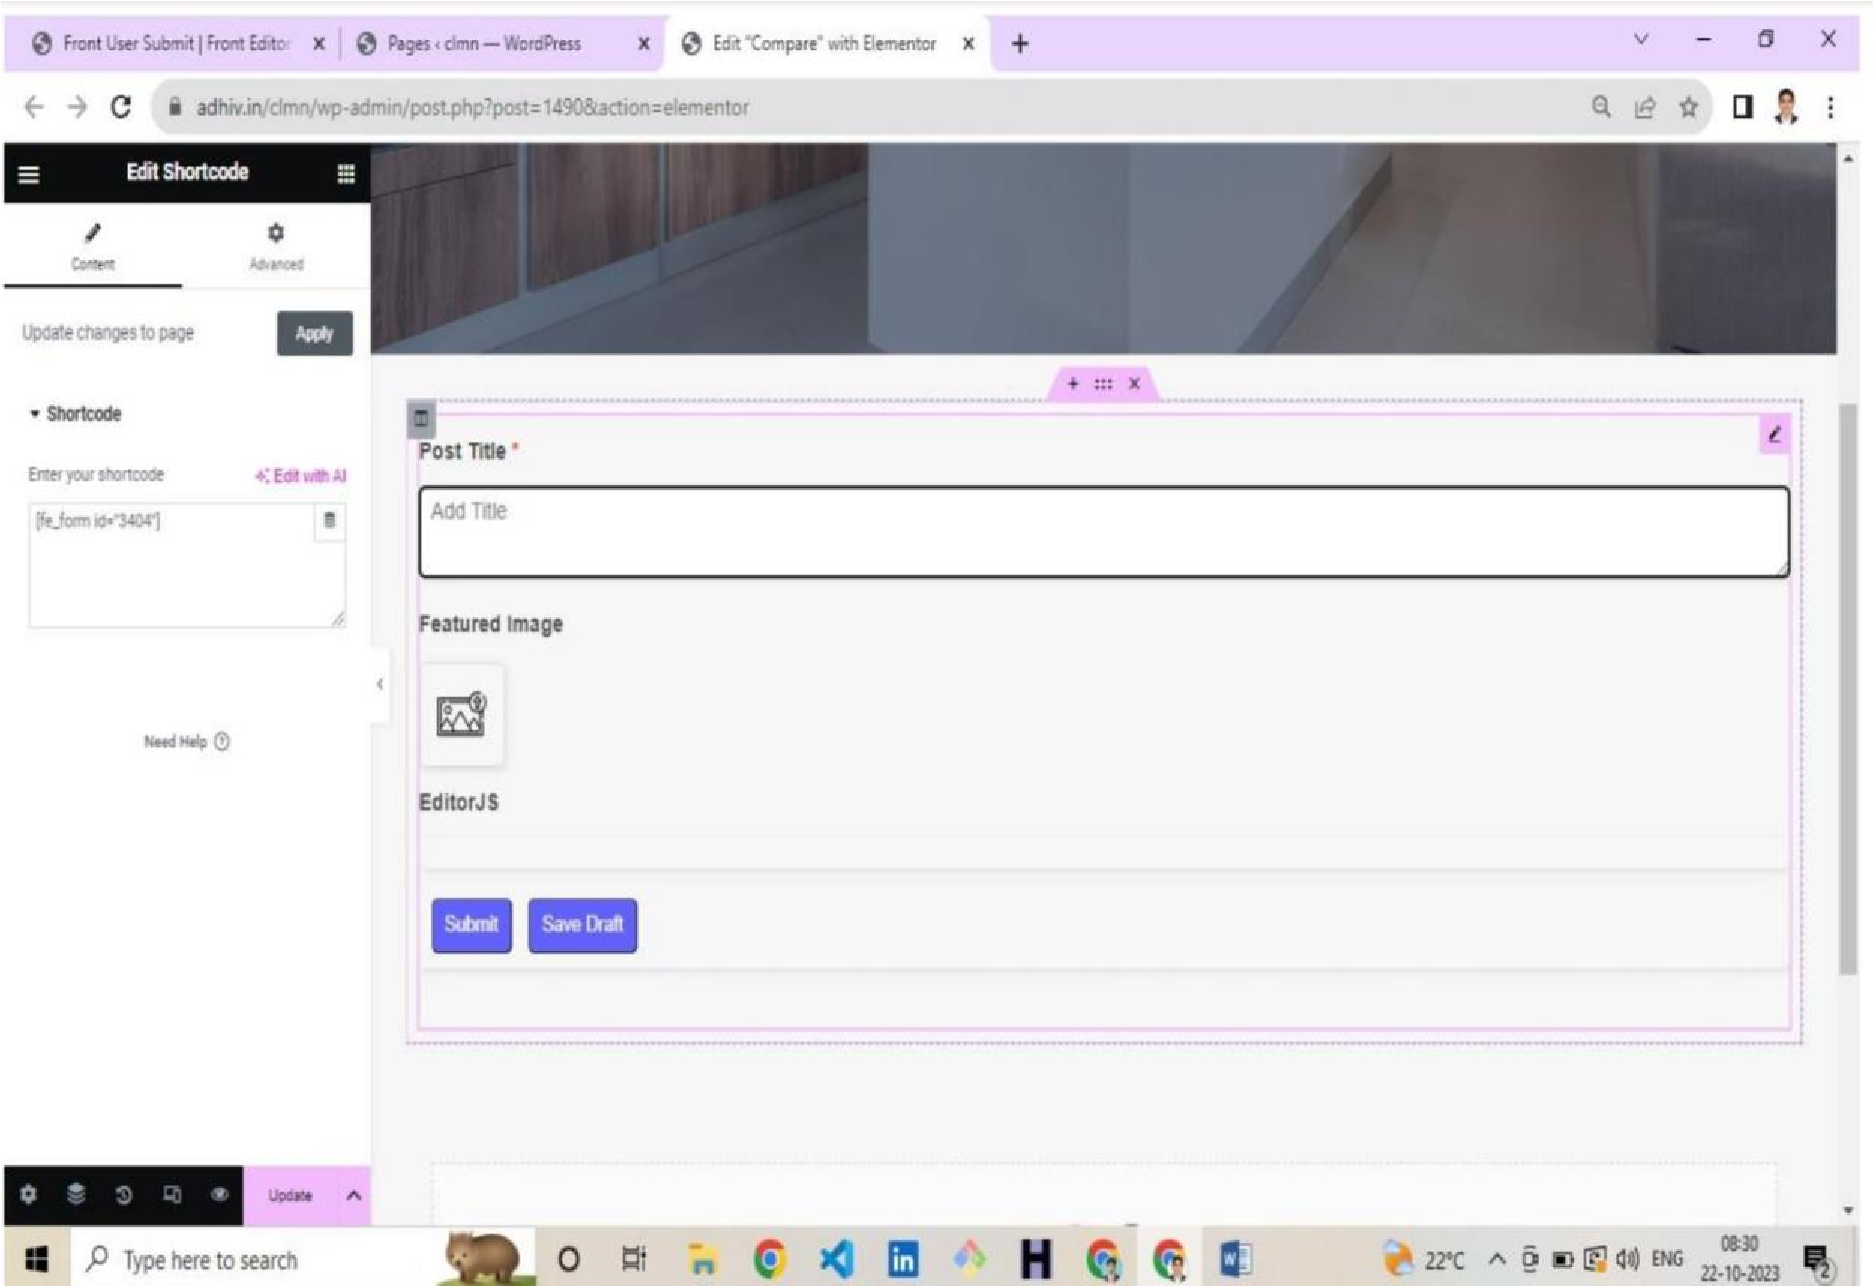 Front User Submit | Front Editor
Pages ‹ clmn — WordPress
Edit "Compare" with Elementor
adhiv.in/clmn/wp-admin/post.php?post=1490&action=elementor
Edit Shortcode
Content
Advanced
Update changes to page
Apply
Shortcode
Enter your shortcode
Edit with AI
[fe_form id="3404"]
Need Help
Post Title *
Add Title
Featured Image
EditorJS
Submit
Save Draft
Update
Type here to search
in
H
W
22°C
ENG
08:30
22-10-2023
2